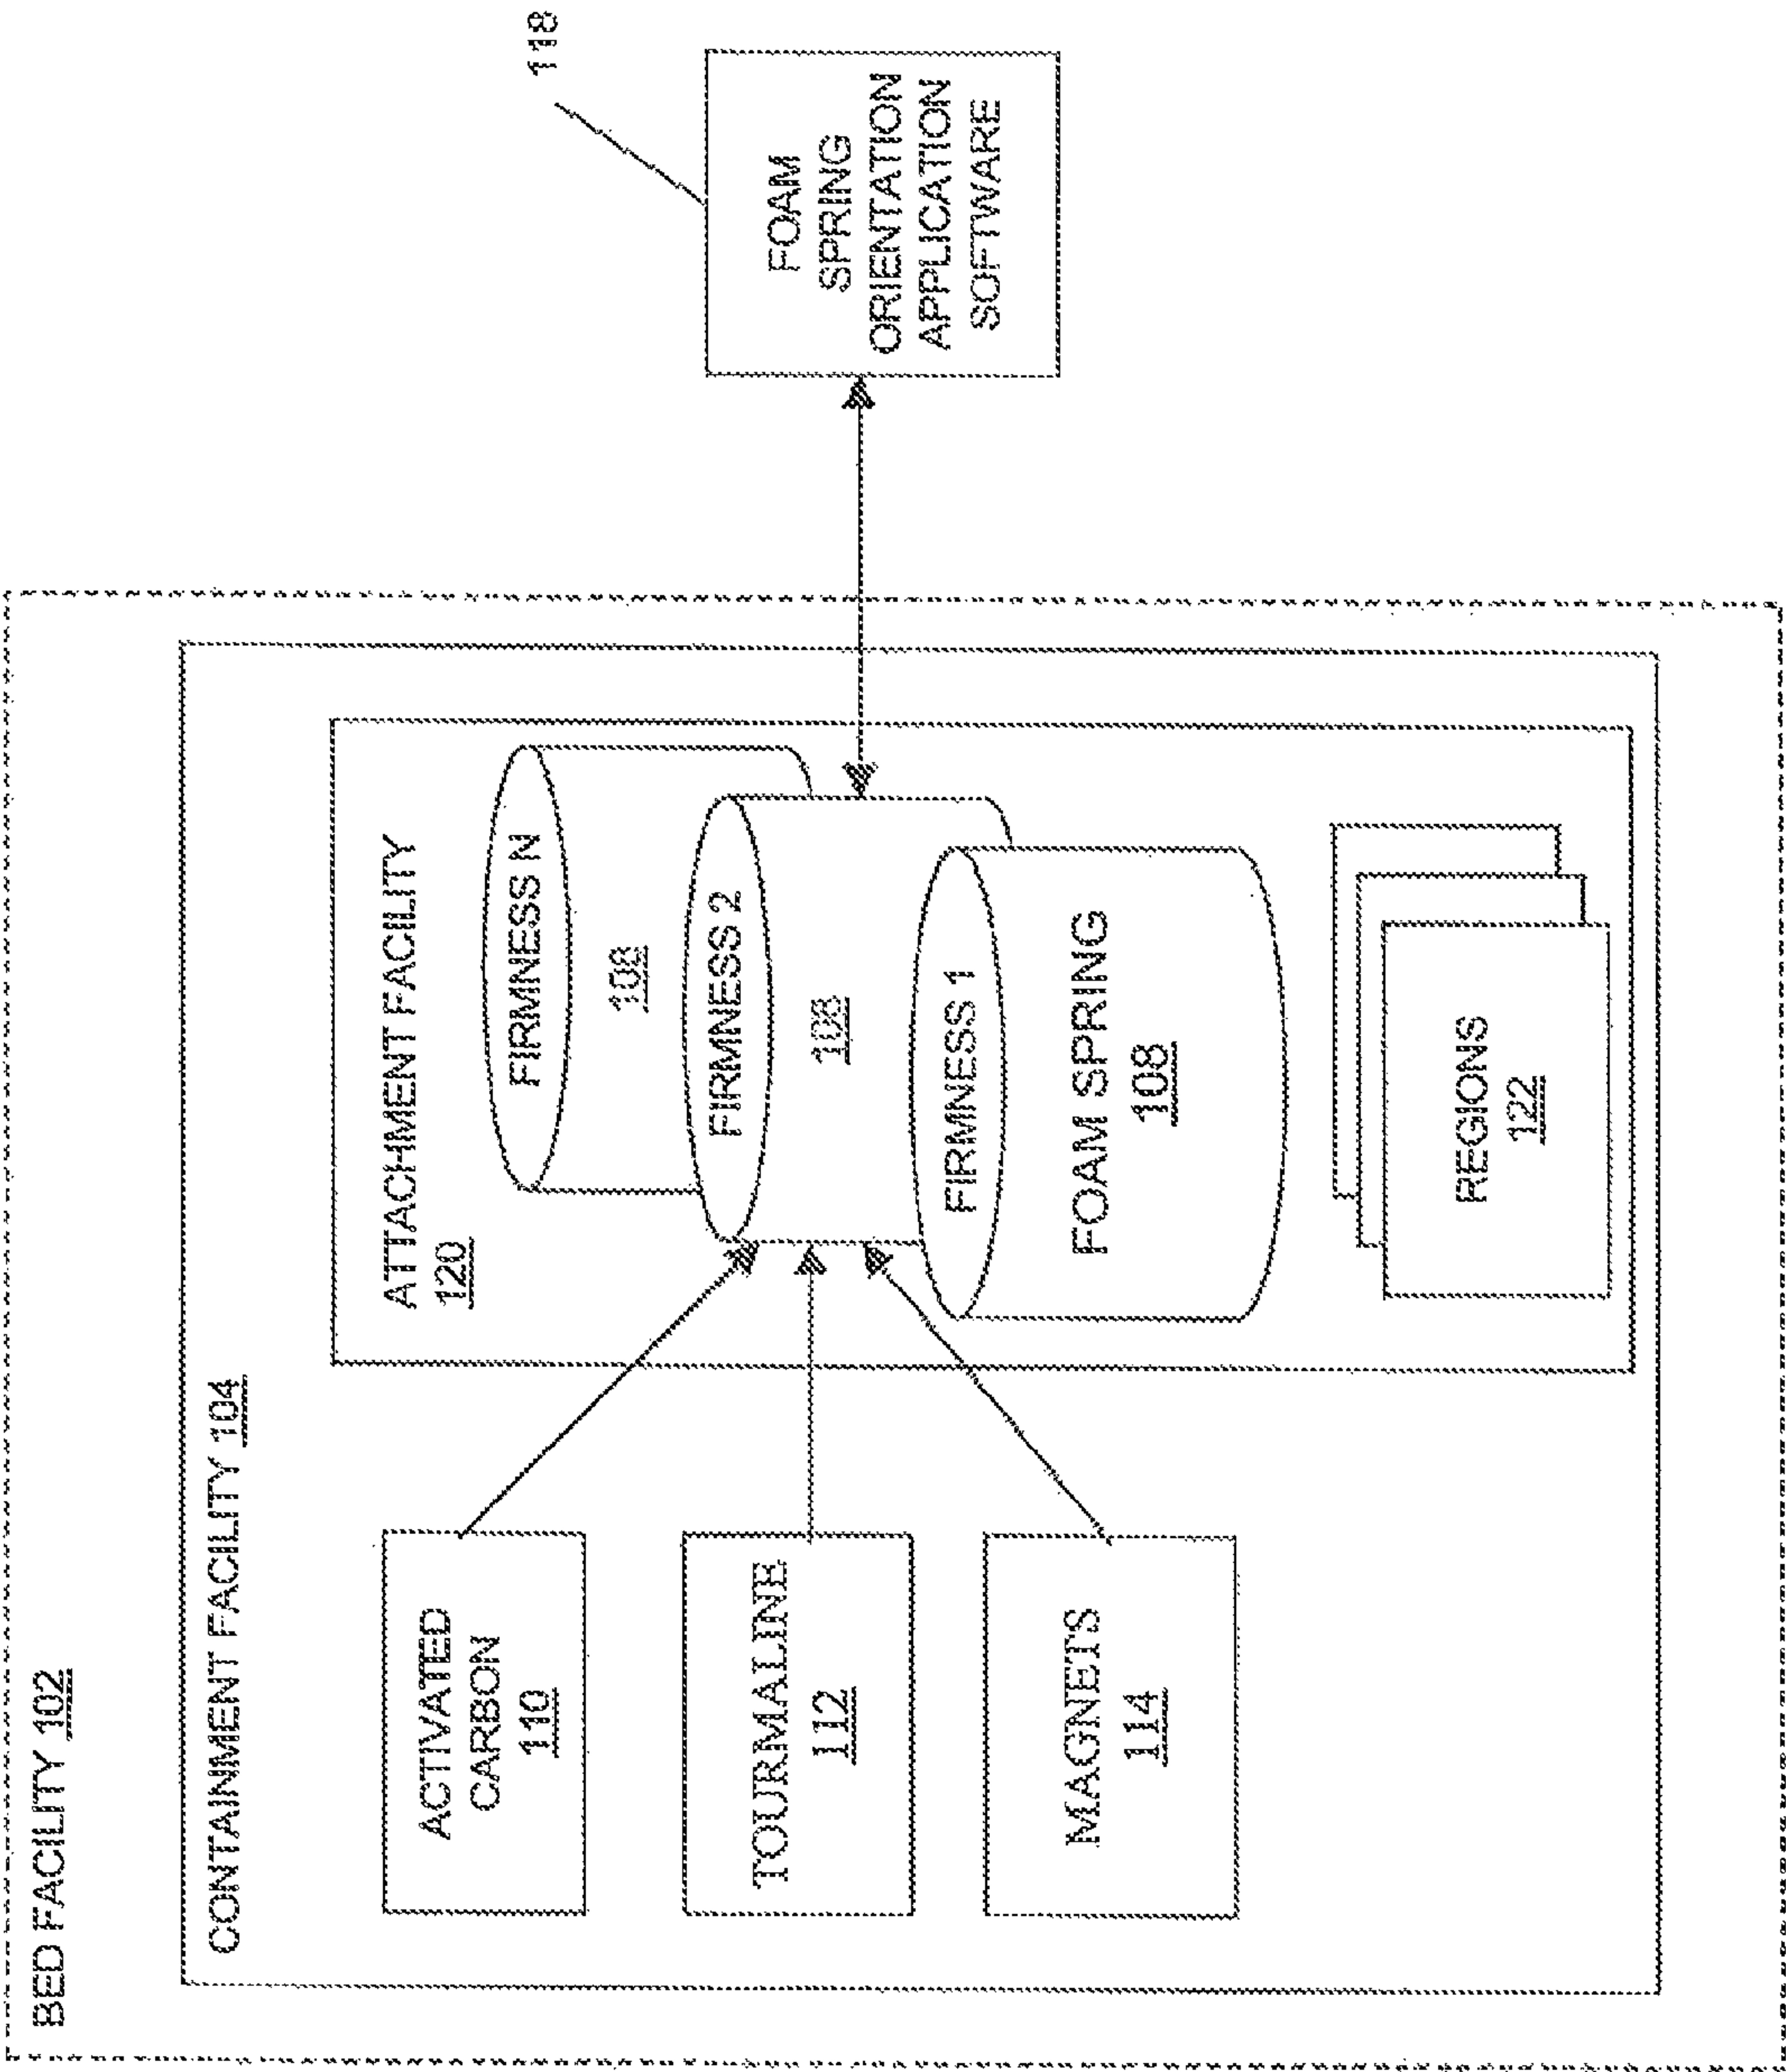 BED FACILITY 102
CONTAINMENT FACILITY 104
ATTACHMENT FACILITY
120
ACTIVATED
CARBON
110
TOURMALINE
112
MAGNETS
114
FIRMNESS N
108
FIRMNESS 2
108
FIRMNESS 1
FOAM SPRING
108
REGIONS
122
118
FOAM
SPRING
ORIENTATION
APPLICATION
SOFTWARE